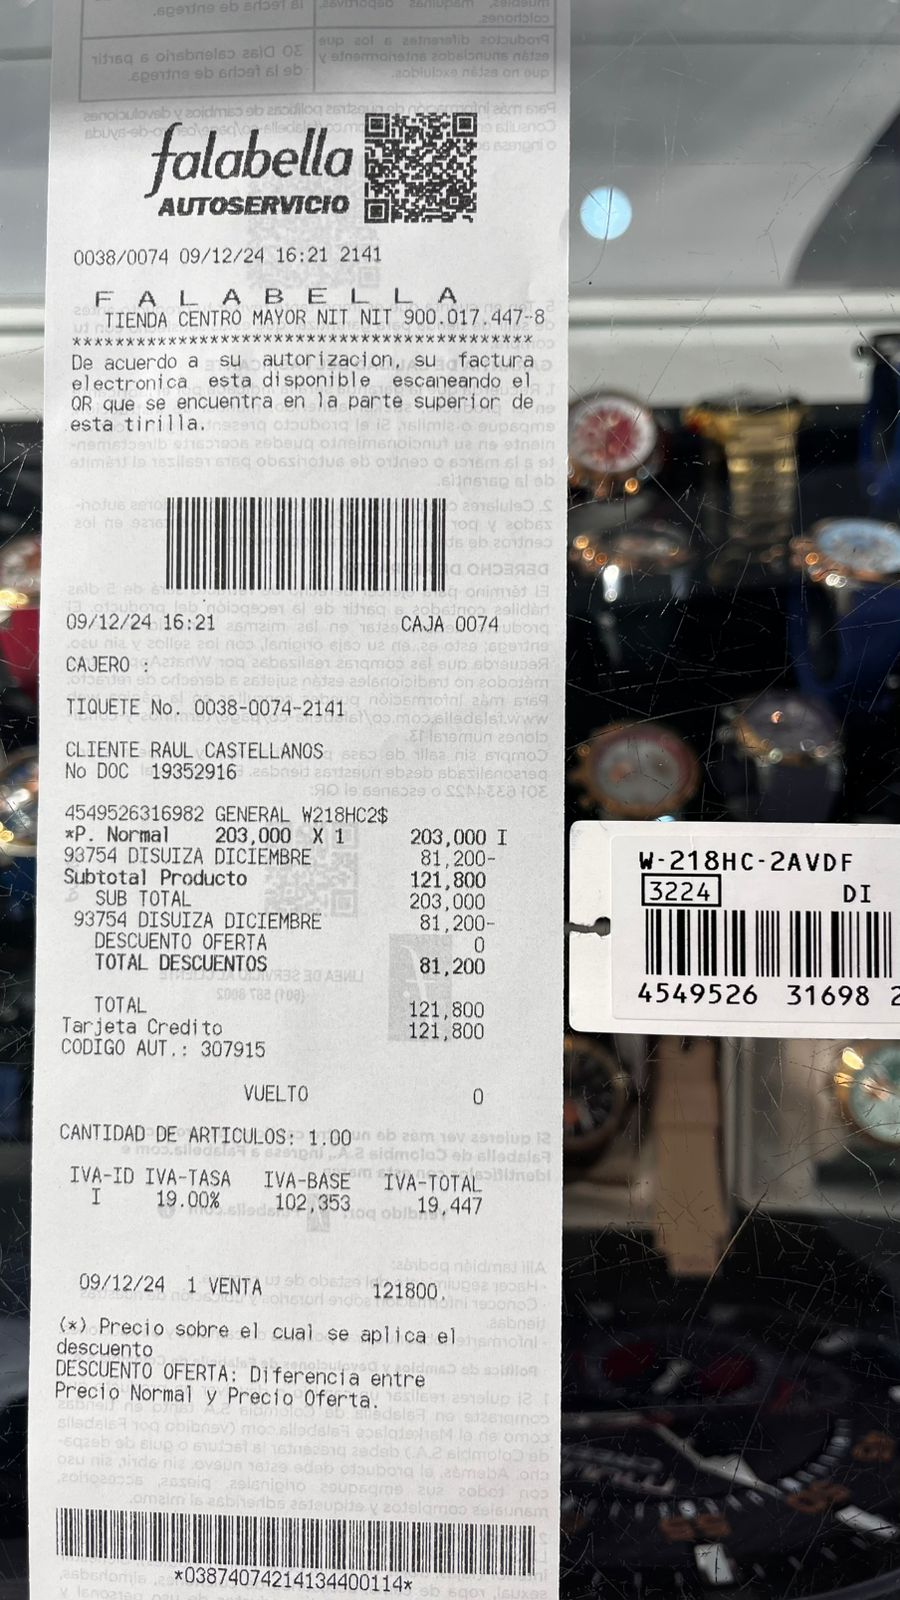 falabella
AUTOSERVICIO
0038/0074 09/12/24 16:21 2141
F A L A B E L L A
TIENDA CENTRO MAYOR NIT NIT 900.017.447-8
*******************************************
De acuerdo a su autorizacion, su factura
electronica esta disponible escaneando el
QR que se encuentra en la parte superior de
esta tirilla.
09/12/24 16:21 CAJA 0074
CAJERO :
TIQUETE No. 0038-0074-2141
CLIENTE RAUL CASTELLANOS
No DOC 19352916
4549526316982 GENERAL W218HC2$
*P. Normal 203,000 X 1 203,000 I
93754 DISUIZA DICIEMBRE 81,200-
Subtotal Producto 121,800
SUB TOTAL 203,000
93754 DISUIZA DICIEMBRE 81,200-
DESCUENTO OFERTA 0
TOTAL DESCUENTOS 81,200
TOTAL 121,800
Tarjeta Credito 121,800
CODIGO AUT.: 307915
VUELTO 0
CANTIDAD DE ARTICULOS: 1.00
IVA-ID IVA-TASA IVA-BASE IVA-TOTAL
I 19.00% 102,353 19,447
09/12/24 1 VENTA 121800.
(*) Precio sobre el cual se aplica el
descuento
DESCUENTO OFERTA: Diferencia entre
Precio Normal y Precio Oferta.
*03874074214134400114*
W-218HC-2AVDF
3224 DI
4549526 31698 2